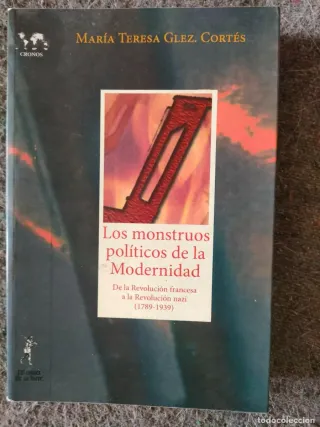 MARÍA TERESA GLEZ. CORTÉS
CRONOS
Los monstruos
políticos de la
Modernidad
De la Revolución francesa
a la Revolución nazi
(1789-1939)
todocoleccion